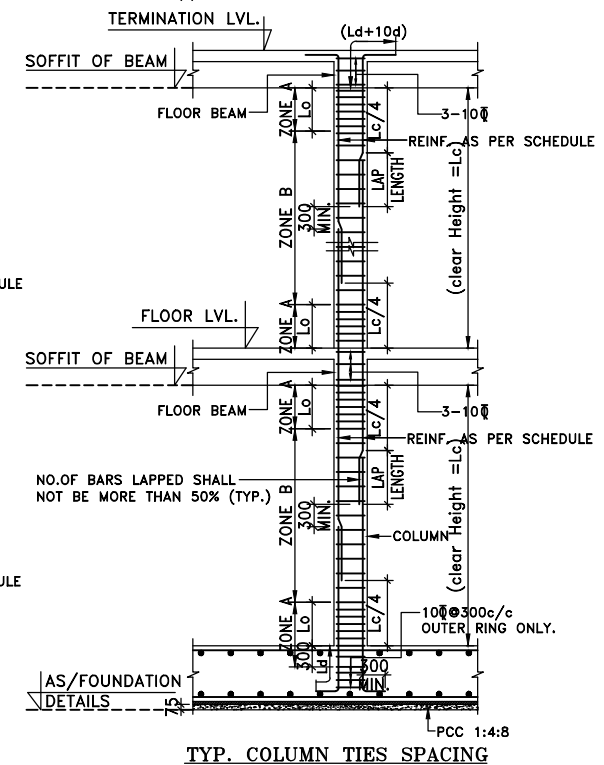 TERMINATION LVL.
(Ld+10d)
SOFFIT OF BEAM
FLOOR BEAM
ZONE A
Lo
Lc/4
3-10Φ
REINF. AS PER SCHEDULE
LAP
LENGTH
ZONE B
300
MIN.
(clear Height =Lc)
ULE
ZONE A
Lo
Lc/4
FLOOR LVL.
SOFFIT OF BEAM
FLOOR BEAM
ZONE A
Lo
Lc/4
3-10Φ
REINF. AS PER SCHEDULE
NO.OF BARS LAPPED SHALL
NOT BE MORE THAN 50% (TYP.)
LAP
LENGTH
ZONE B
300
MIN.
COLUMN
(clear Height =Lc)
ULE
ZONE A
Lo
Lc/4
10Φ@300c/c
OUTER RING ONLY.
300
Ld
300
MIN.
AS/FOUNDATION
DETAILS
75
PCC 1:4:8
TYP. COLUMN TIES SPACING